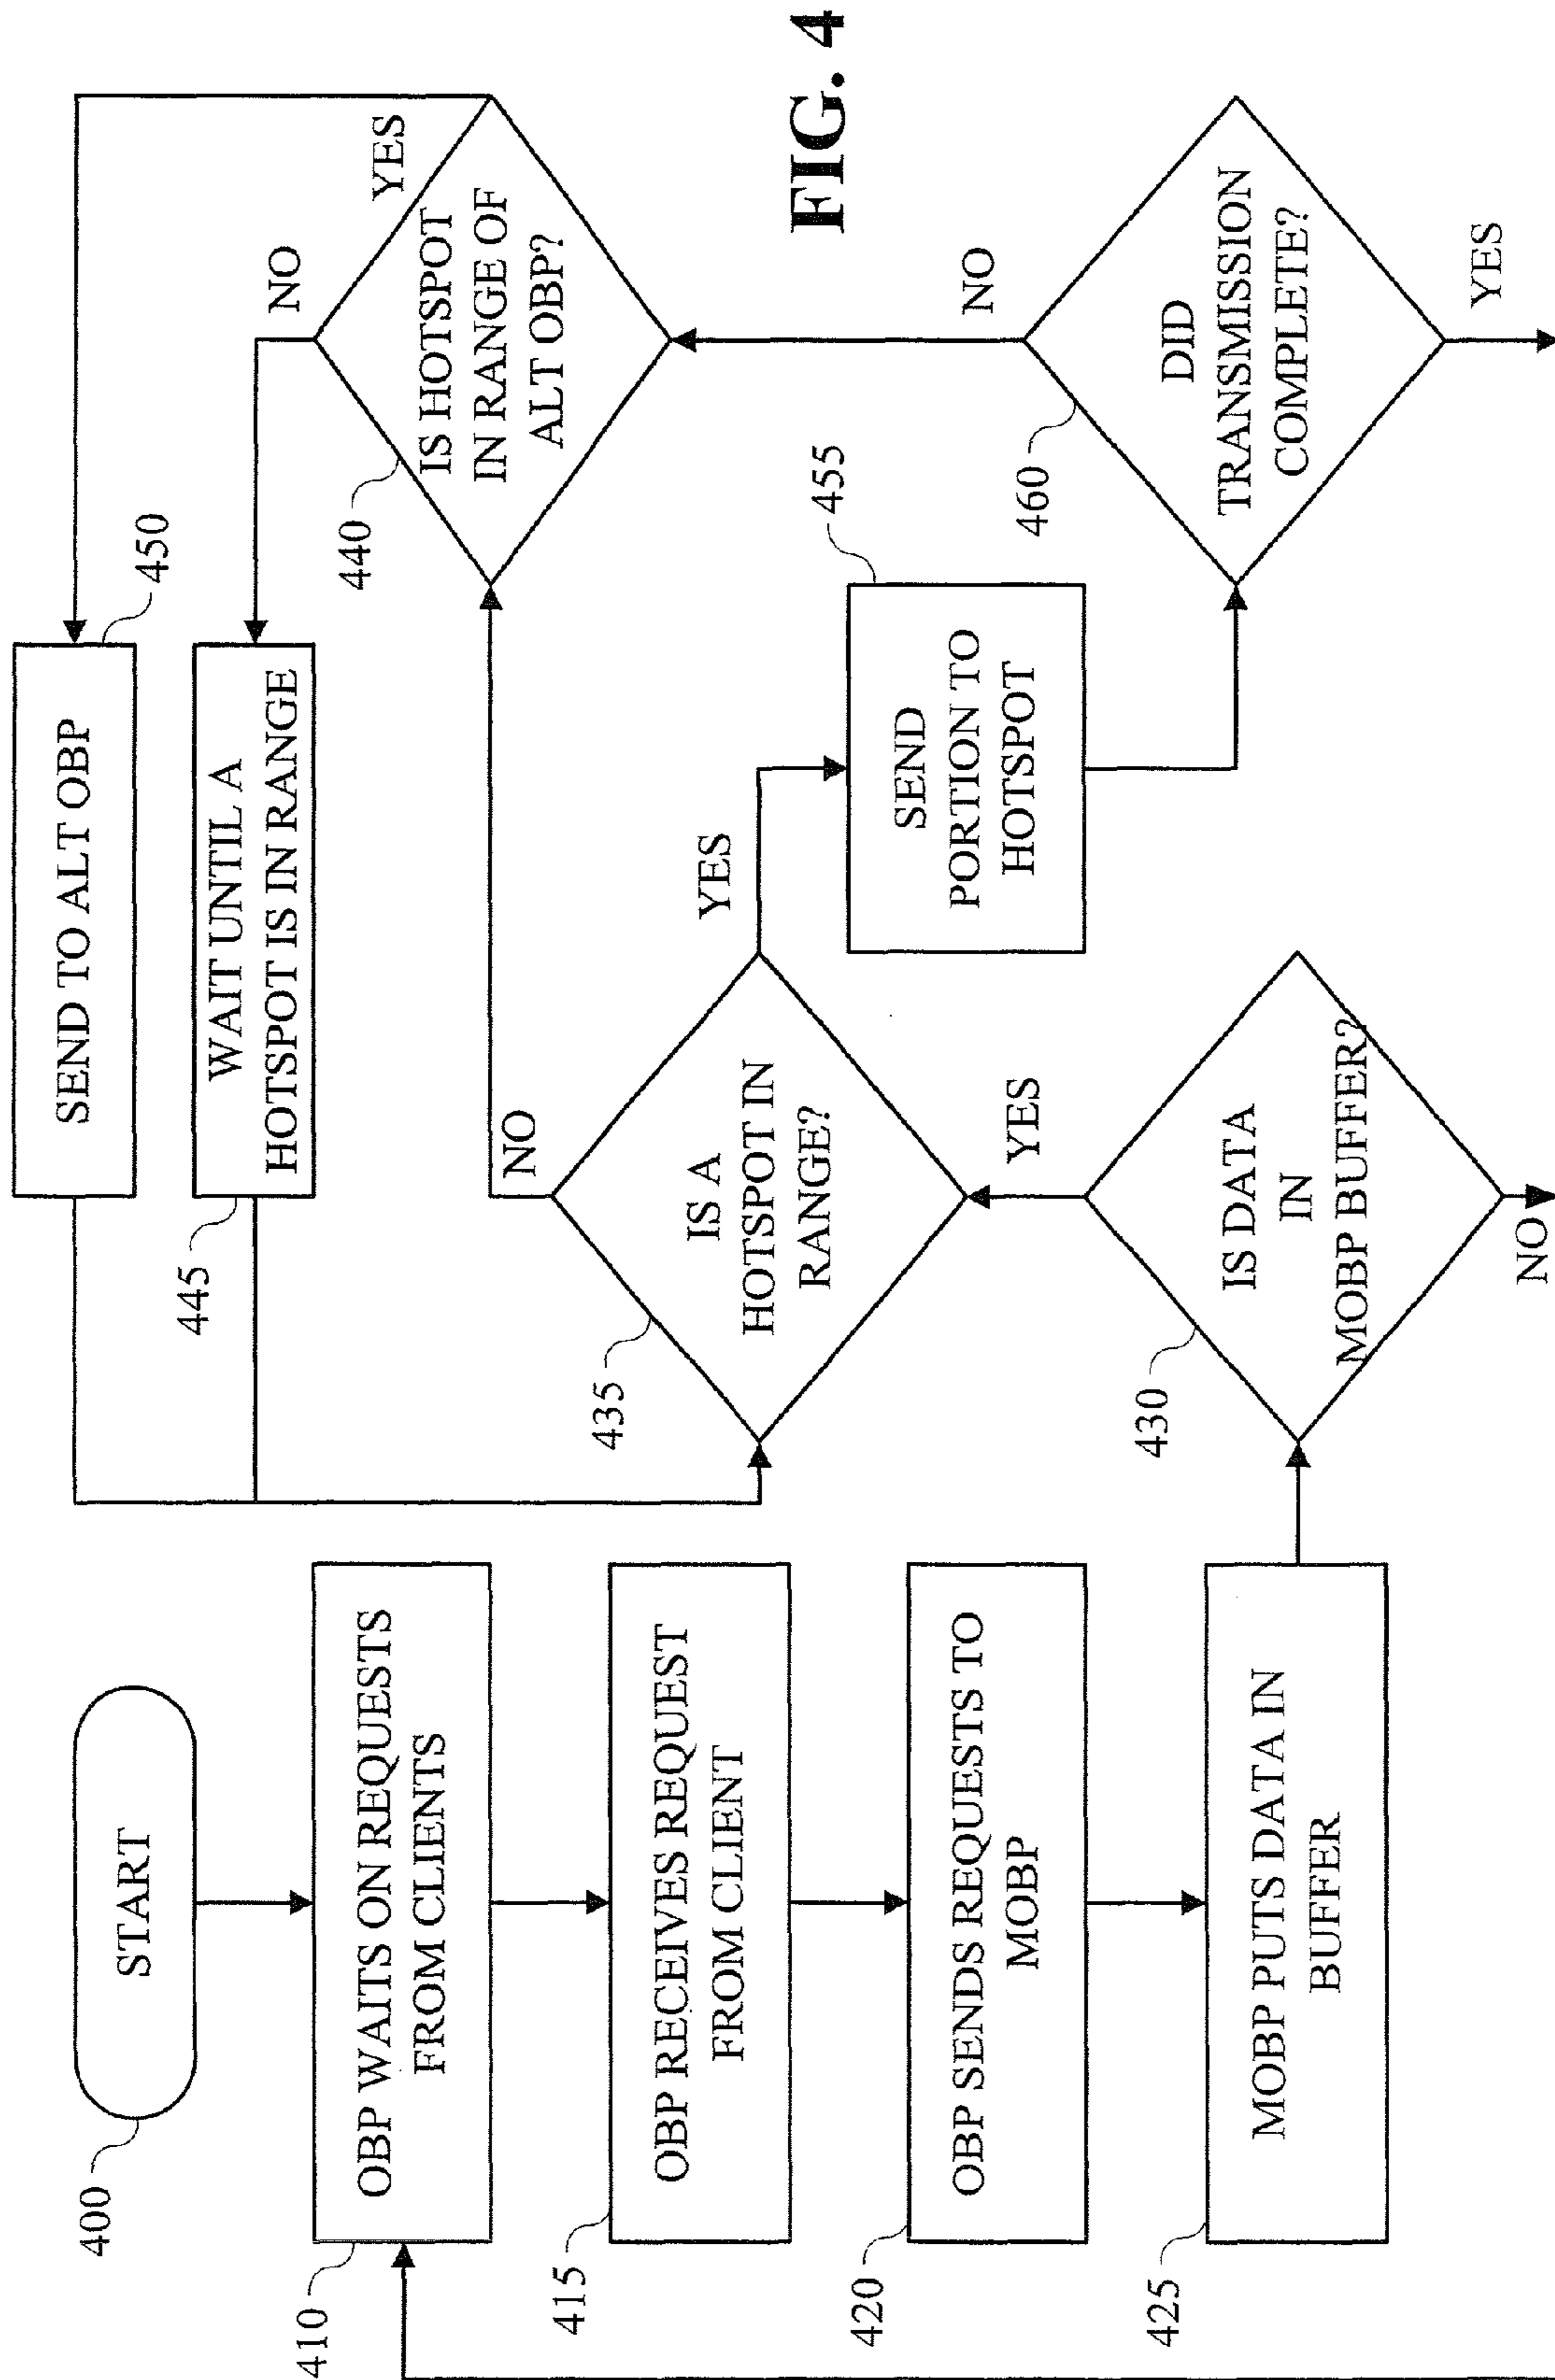 START
400
OBP WAITS ON REQUESTS
FROM CLIENTS
410
OBP RECEIVES REQUEST
FROM CLIENT
415
OBP SENDS REQUESTS TO
MOBP
420
MOBP PUTS DATA IN
BUFFER
425
IS DATA
IN
MOBP BUFFER?
430
YES
NO
IS A
HOTSPOT IN
RANGE?
435
NO
YES
SEND TO ALT OBP
450
WAIT UNTIL A
HOTSPOT IS IN RANGE
445
IS HOTSPOT
IN RANGE OF
ALT OBP?
440
NO
YES
SEND
PORTION TO
HOTSPOT
455
DID
TRANSMISSION
COMPLETE?
460
NO
YES
FIG. 4